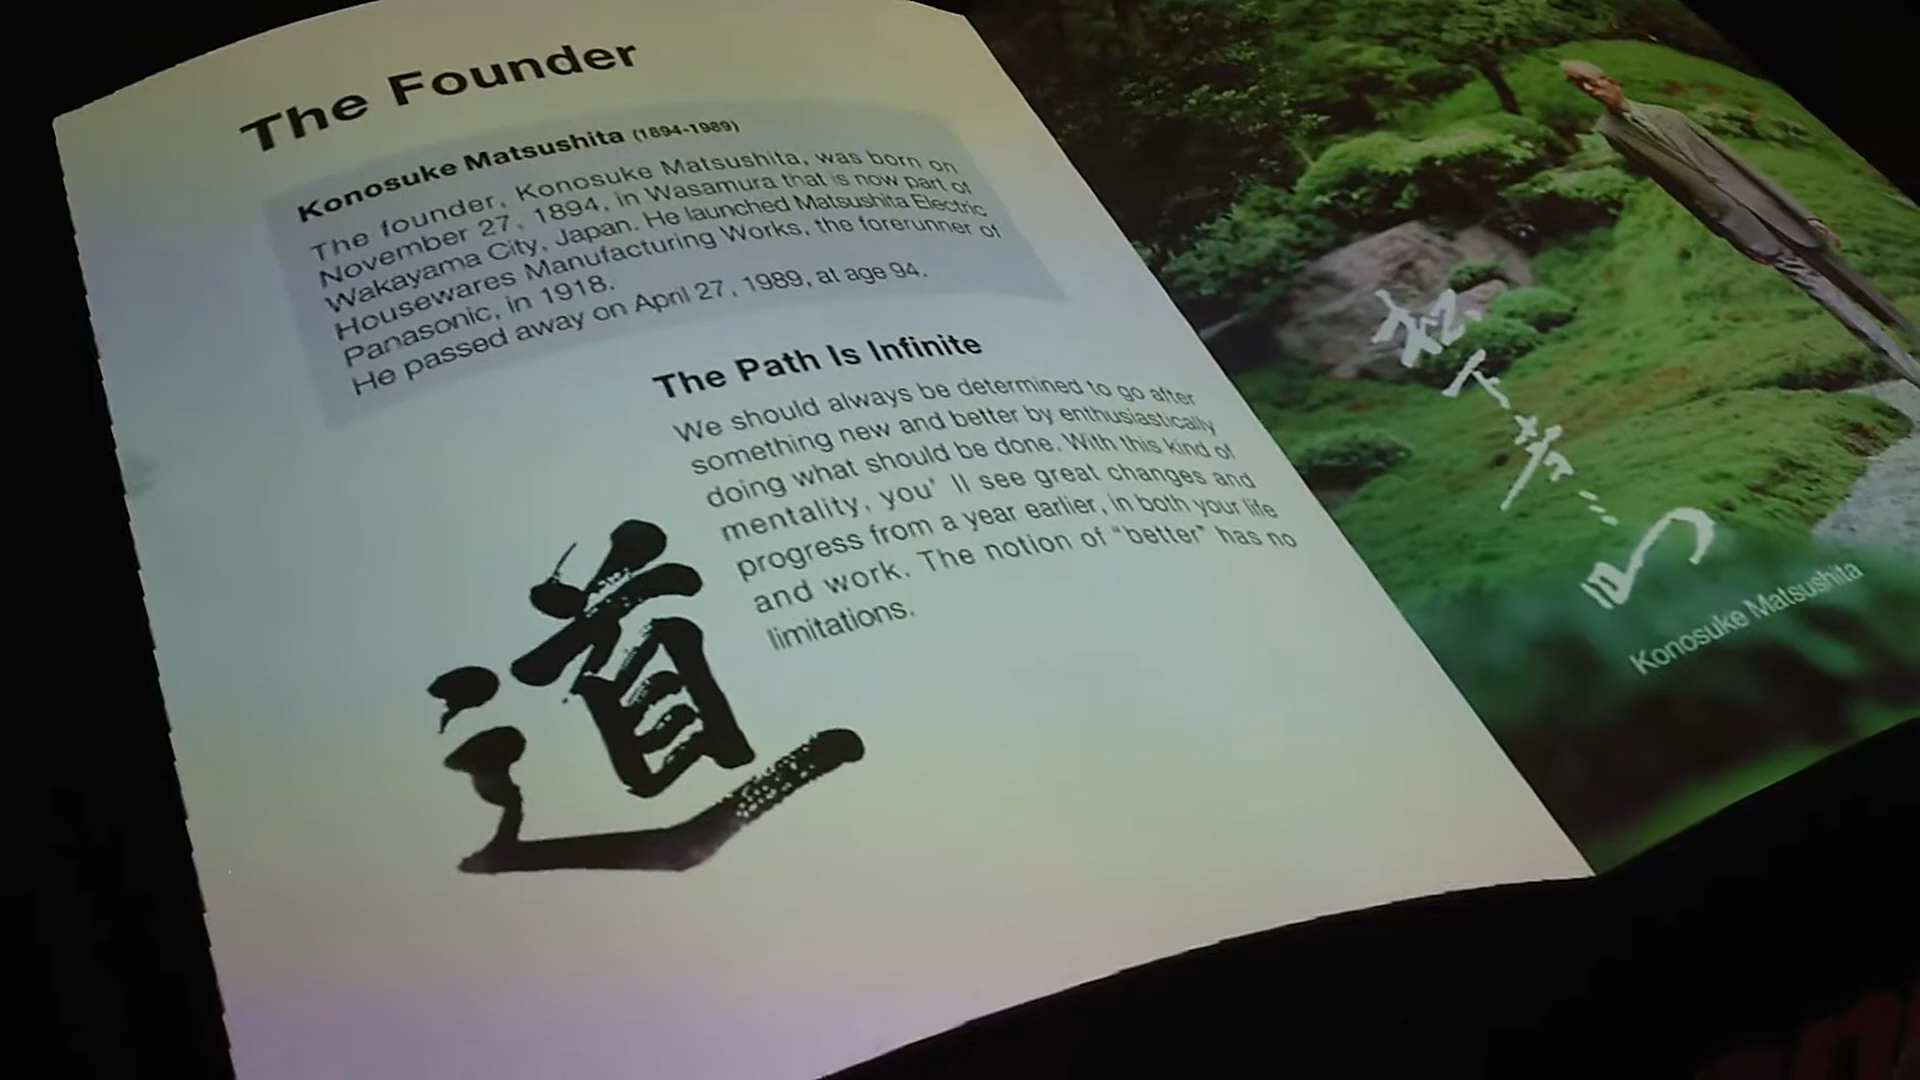 The Founder
Konosuke Matsushita (1894-1989)
The founder, Konosuke Matsushita, was born on
November 27, 1894, in Wasamura that is now part of
Wakayama City, Japan. He launched Matsushita Electric
Housewares Manufacturing Works, the forerunner of
Panasonic, in 1918.
He passed away on April 27, 1989, at age 94.
The Path Is Infinite
We should always be determined to go after
something new and better by enthusiastically
doing what should be done. With this kind of
mentality, you' ll see great changes and
progress from a year earlier, in both your life
and work. The notion of “better” has no
limitations.
道
松下幸之助
Konosuke Matsushita